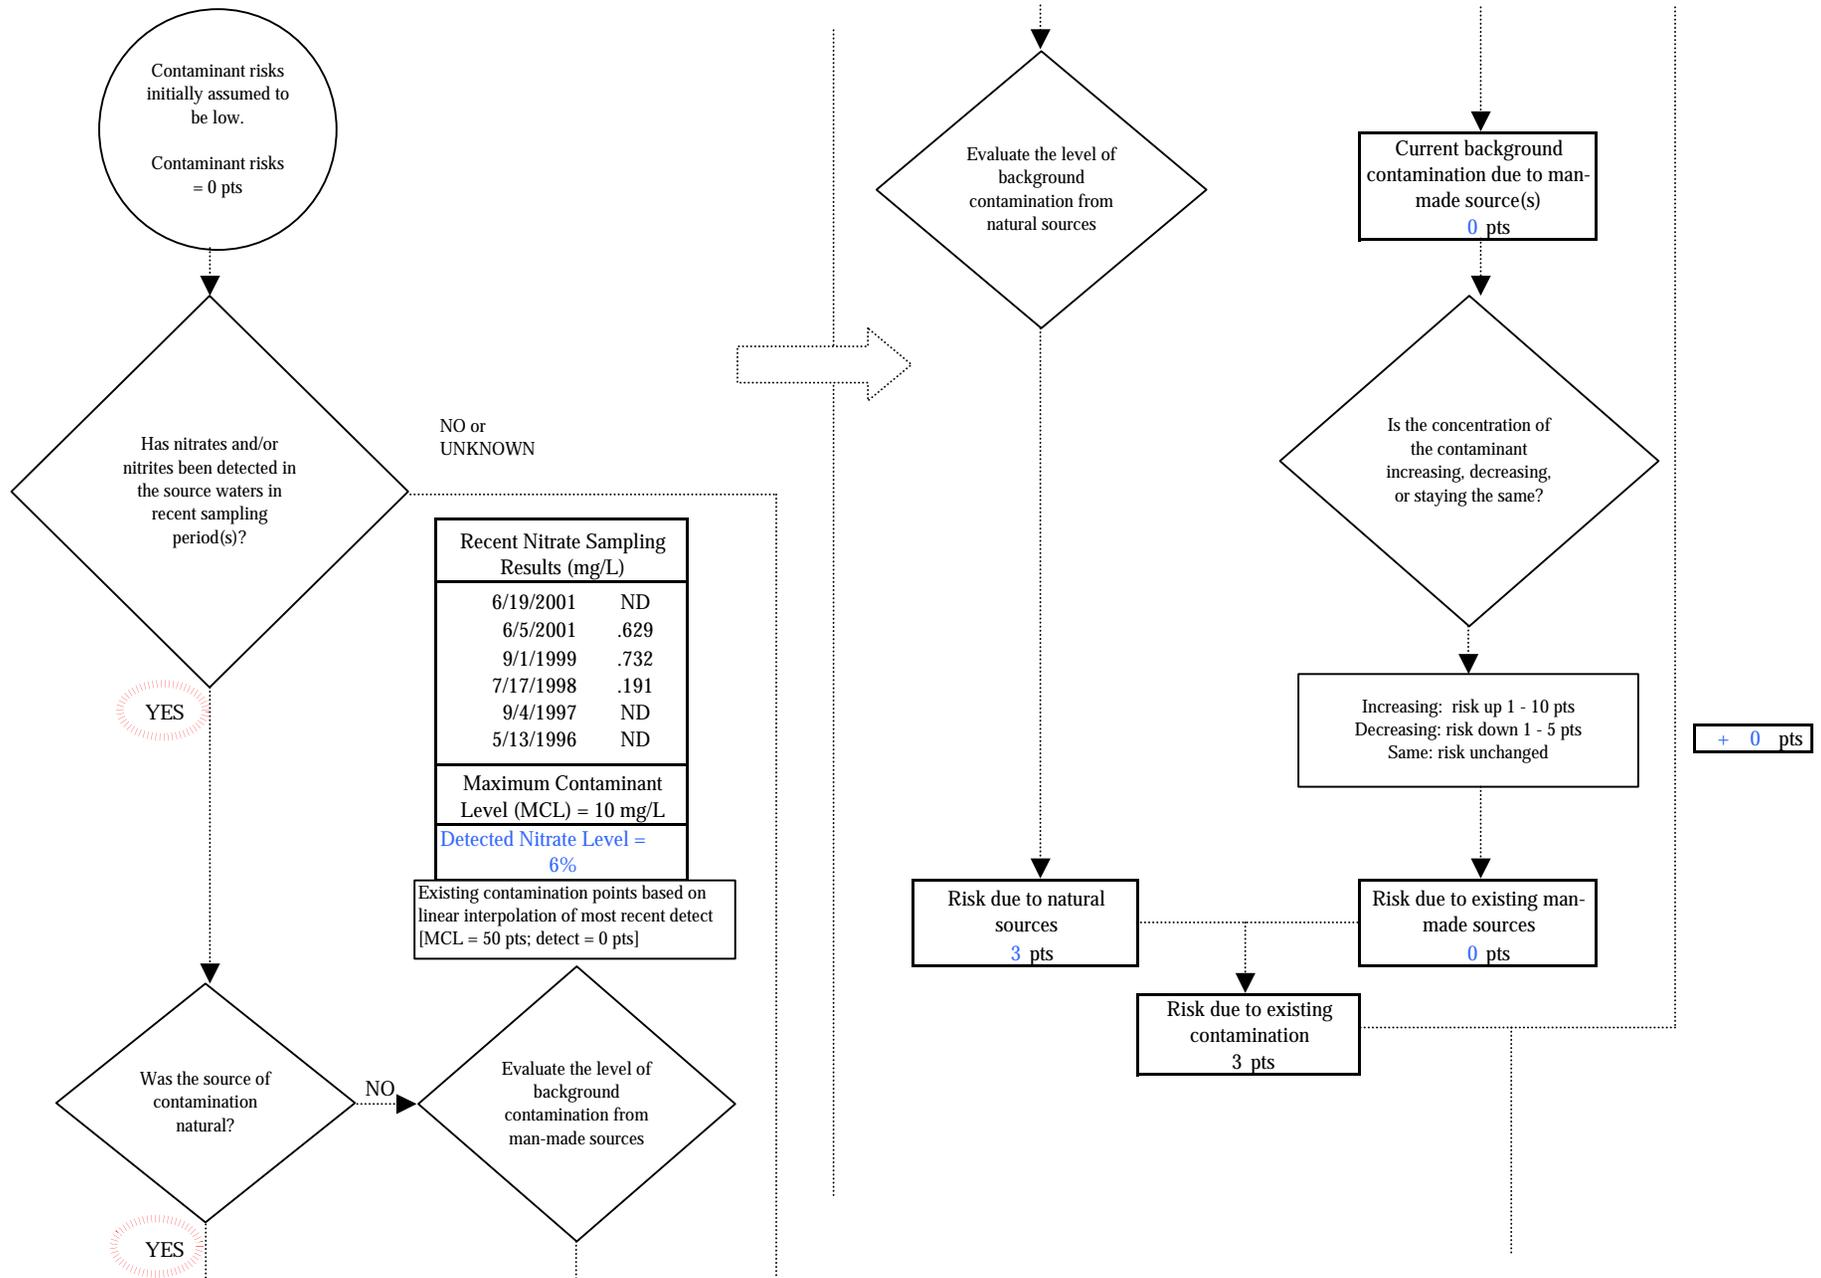 Contaminant risks
initially assumed to
be low.
Contaminant risks
= 0 pts
Has nitrates and/or
nitrites been detected in
the source waters in
recent sampling
period(s)?
NO or
UNKNOWN
YES
Recent Nitrate Sampling
Results (mg/L)
6/19/2001 ND
6/5/2001 .629
9/1/1999 .732
7/17/1998 .191
9/4/1997 ND
5/13/1996 ND
Maximum Contaminant
Level (MCL) = 10 mg/L
Detected Nitrate Level =
6%
Existing contamination points based on
linear interpolation of most recent detect
[MCL = 50 pts; detect = 0 pts]
Was the source of
contamination
natural?
NO
YES
Evaluate the level of
background
contamination from
man-made sources
Evaluate the level of
background
contamination from
natural sources
Current background
contamination due to man-
made source(s)
0 pts
Is the concentration of
the contaminant
increasing, decreasing,
or staying the same?
Increasing: risk up 1 - 10 pts
Decreasing: risk down 1 - 5 pts
Same: risk unchanged
+ 0 pts
Risk due to natural
sources
3 pts
Risk due to existing man-
made sources
0 pts
Risk due to existing
contamination
3 pts